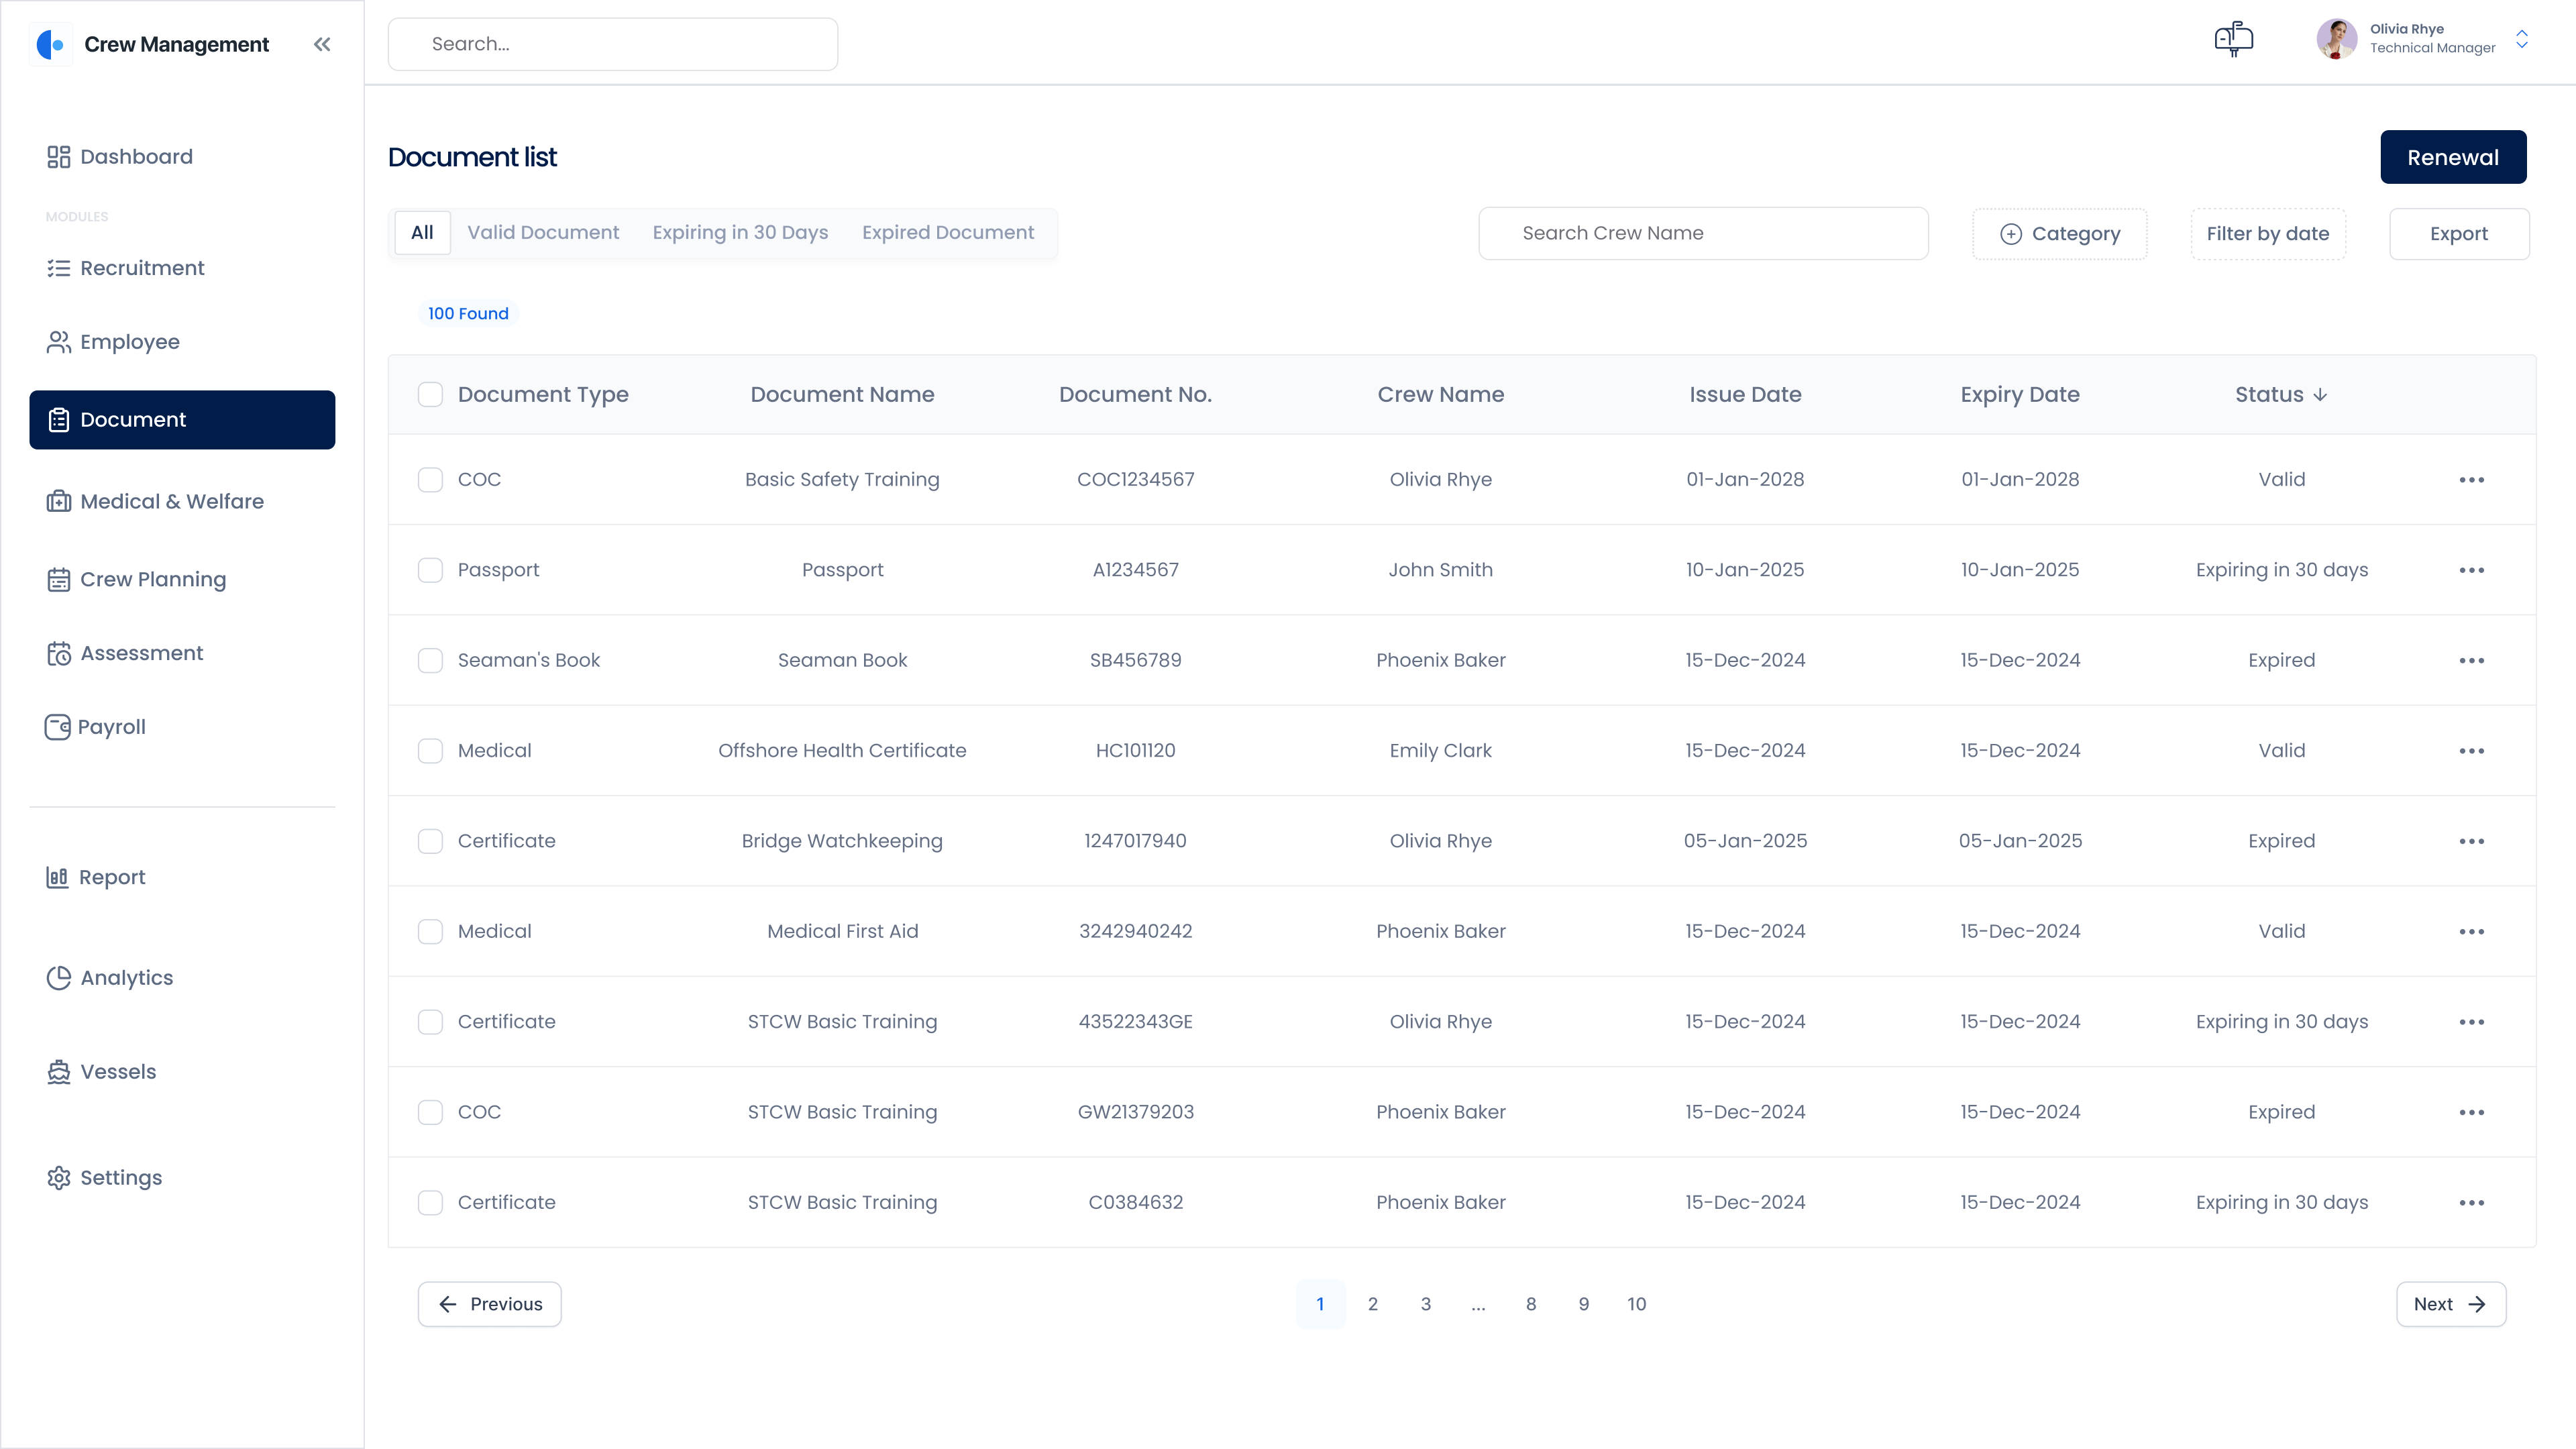 Crew Management
Search...
Olivia Rhye
Technical Manager
Dashboard
MODULES
Recruitment
Employee
Document
Medical & Welfare
Crew Planning
Assessment
Payroll
Report
Analytics
Vessels
Settings
Document list
Renewal
All Valid Document Expiring in 30 Days Expired Document
Search Crew Name
Category
Filter by date
Export
100 Found
Document Type Document Name Document No. Crew Name Issue Date Expiry Date Status
COC Basic Safety Training COC1234567 Olivia Rhye 01-Jan-2028 01-Jan-2028 Valid
Passport Passport A1234567 John Smith 10-Jan-2025 10-Jan-2025 Expiring in 30 days
Seaman's Book Seaman Book SB456789 Phoenix Baker 15-Dec-2024 15-Dec-2024 Expired
Medical Offshore Health Certificate HC101120 Emily Clark 15-Dec-2024 15-Dec-2024 Valid
Certificate Bridge Watchkeeping 1247017940 Olivia Rhye 05-Jan-2025 05-Jan-2025 Expired
Medical Medical First Aid 3242940242 Phoenix Baker 15-Dec-2024 15-Dec-2024 Valid
Certificate STCW Basic Training 43522343GE Olivia Rhye 15-Dec-2024 15-Dec-2024 Expiring in 30 days
COC STCW Basic Training GW21379203 Phoenix Baker 15-Dec-2024 15-Dec-2024 Expired
Certificate STCW Basic Training C0384632 Phoenix Baker 15-Dec-2024 15-Dec-2024 Expiring in 30 days
Previous 1 2 3 ... 8 9 10 Next